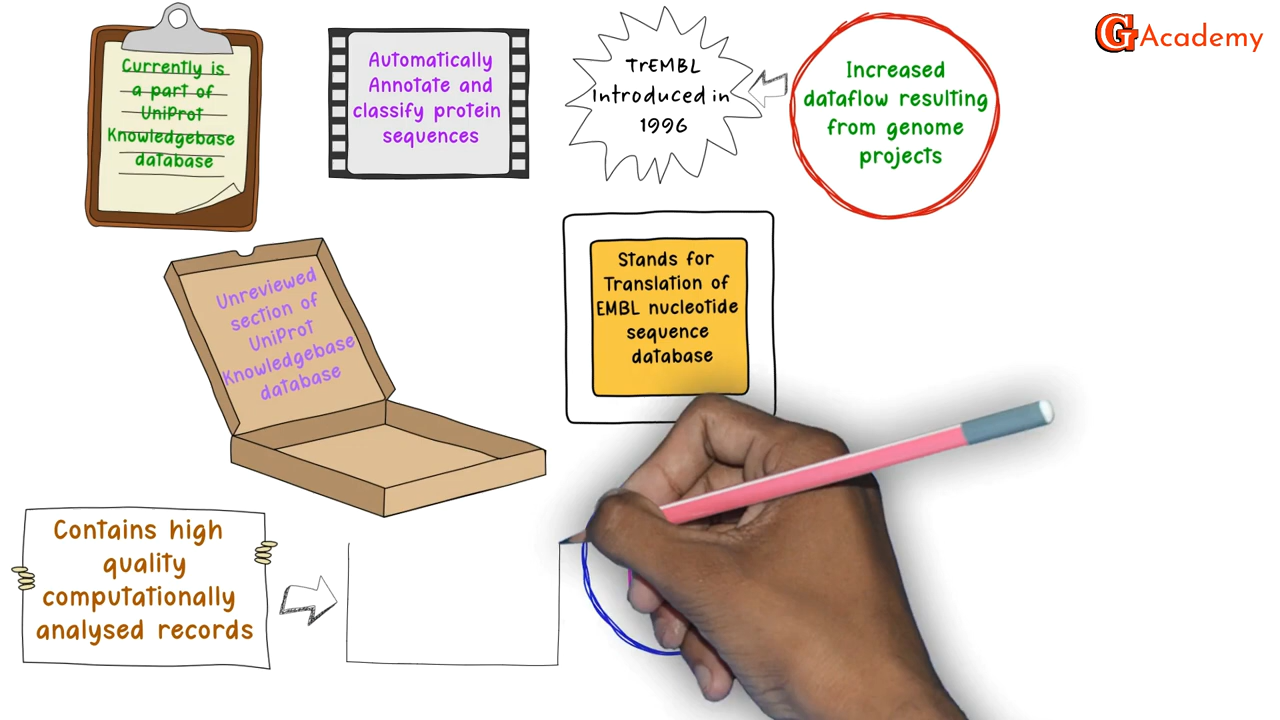 G Academy
Currently is
a part of
UniProt
Knowledgebase
database
Automatically
Annotate and
classify protein
sequences
TrEMBL
Introduced in
1996
Increased
dataflow resulting
from genome
projects
Unreviewed
section of
UniProt
Knowledgebase
database
Stands for
Translation of
EMBL nucleotide
sequence
database
Contains high
quality
computationally
analysed records